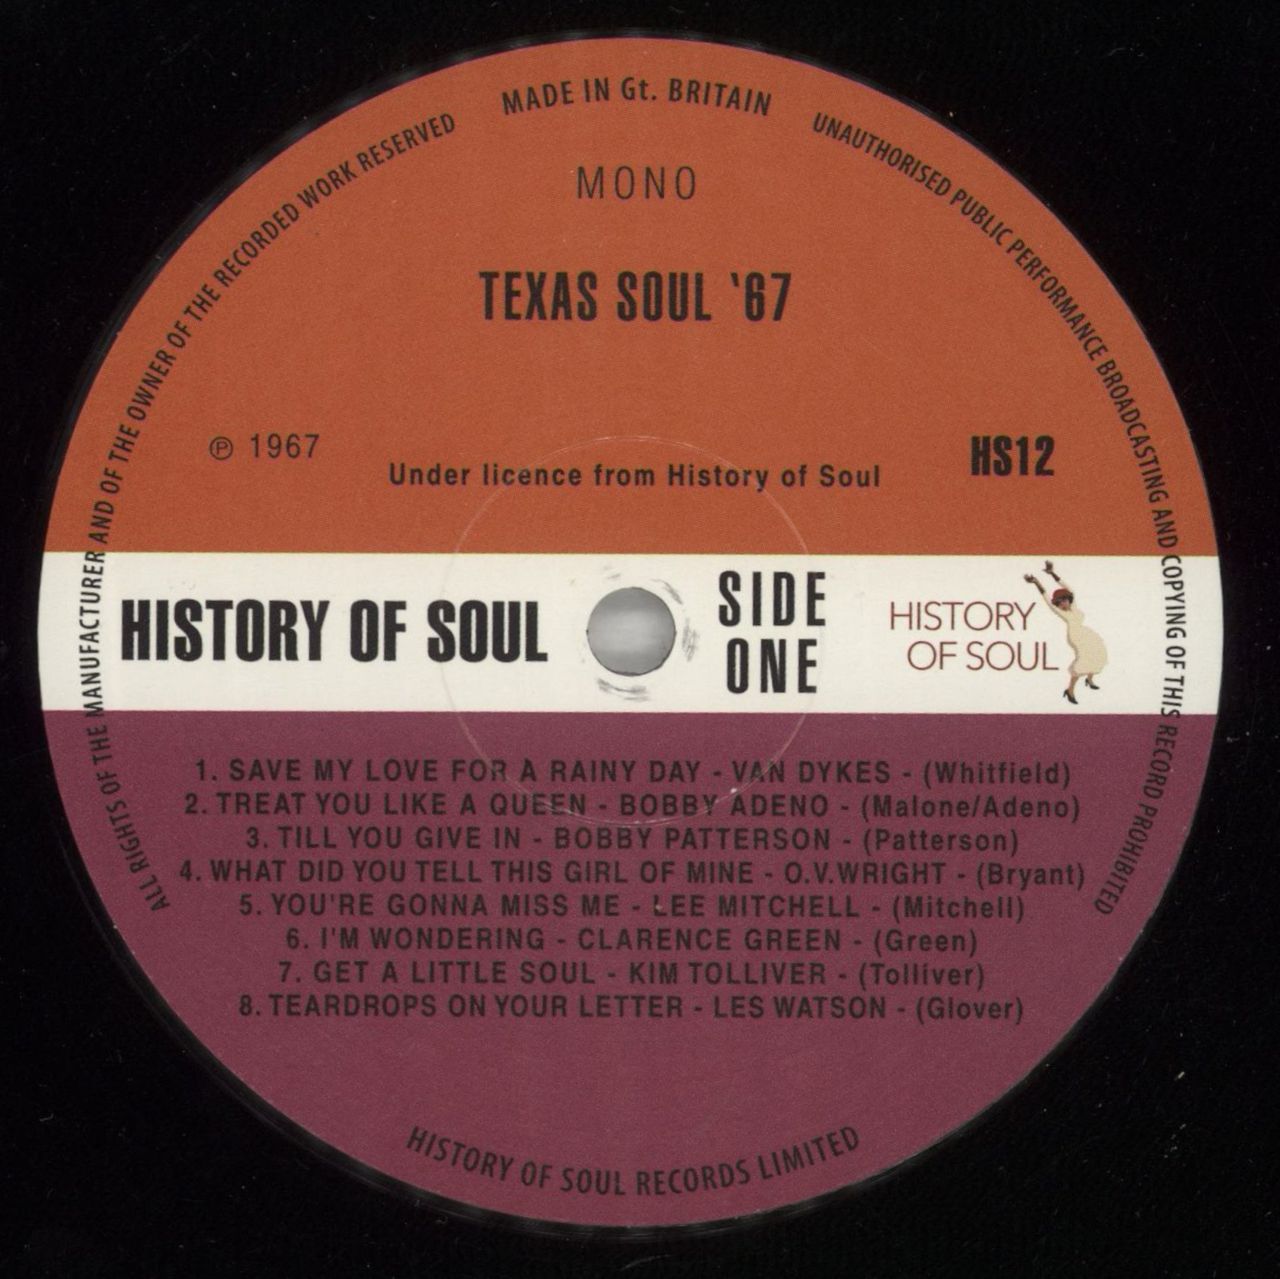 MADE IN Gt. BRITAIN
UNAUTHORISED PUBLIC PERFORMANCE BROADCASTING AND COPYING OF THIS RECORD PROHIBITED
ALL RIGHTS OF THE MANUFACTURER AND OF THE OWNER OF THE RECORDED WORK RESERVED
MONO
TEXAS SOUL '67
℗ 1967
Under licence from History of Soul
HS12
HISTORY OF SOUL
SIDE
ONE
HISTORY
OF SOUL
1. SAVE MY LOVE FOR A RAINY DAY - VAN DYKES - (Whitfield)
2. TREAT YOU LIKE A QUEEN - BOBBY ADENO - (Malone/Adeno)
3. TILL YOU GIVE IN - BOBBY PATTERSON - (Patterson)
4. WHAT DID YOU TELL THIS GIRL OF MINE - O.V.WRIGHT - (Bryant)
5. YOU'RE GONNA MISS ME - LEE MITCHELL - (Mitchell)
6. I'M WONDERING - CLARENCE GREEN - (Green)
7. GET A LITTLE SOUL - KIM TOLLIVER - (Tolliver)
8. TEARDROPS ON YOUR LETTER - LES WATSON - (Glover)
HISTORY OF SOUL RECORDS LIMITED